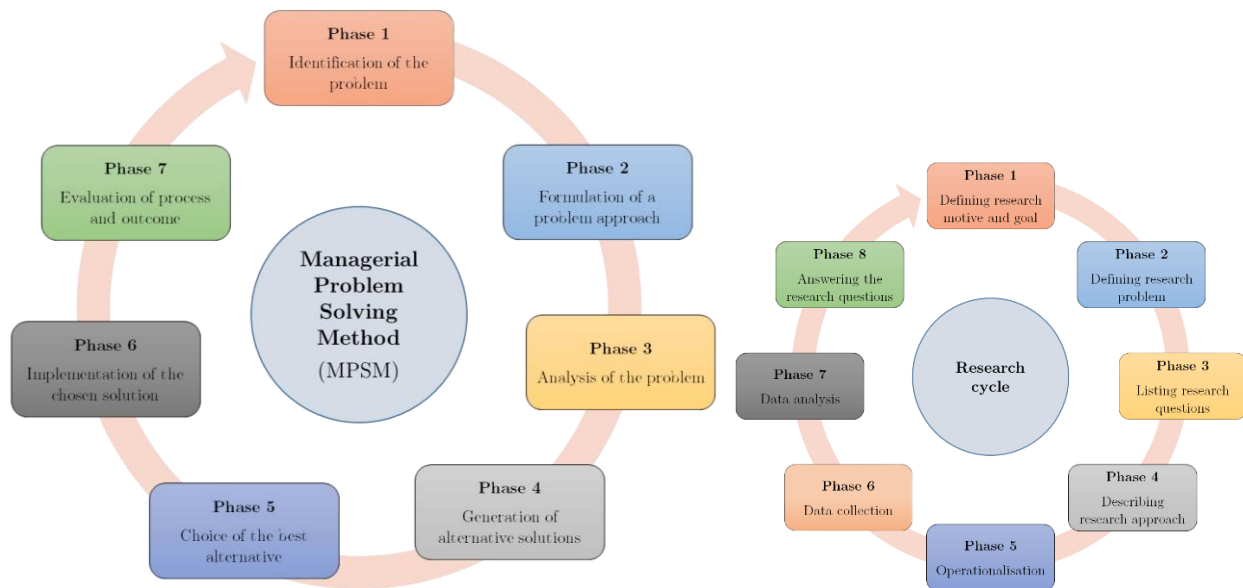 Phase 1
Identification of the
problem
Phase 2
Formulation of a
problem approach
Phase 3
Analysis of the problem
Phase 4
Generation of
alternative solutions
Phase 5
Choice of the best
alternative
Phase 6
Implementation of the
chosen solution
Phase 7
Evaluation of process
and outcome
Managerial
Problem
Solving
Method
(MPSM)
Phase 1
Defining research
motive and goal
Phase 2
Defining research
problem
Phase 3
Listing research
questions
Phase 4
Describing
research approach
Phase 5
Operationalisation
Phase 6
Data collection
Phase 7
Data analysis
Phase 8
Answering the
research questions
Research
cycle